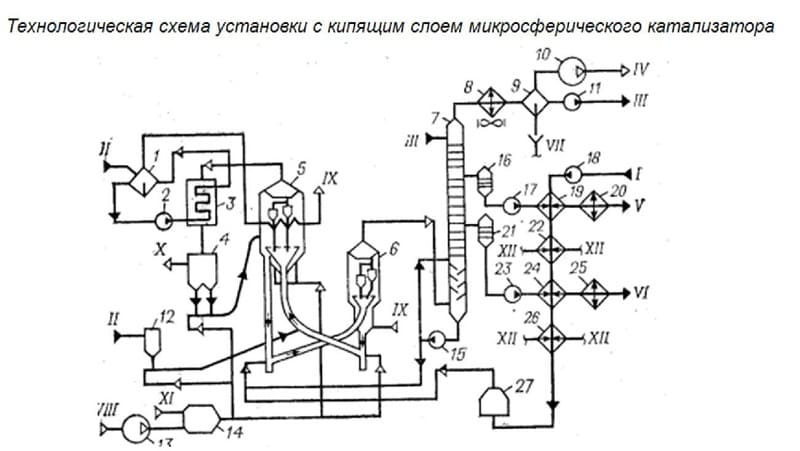 Технологическая схема установки с кипящим слоем микросферического катализатора
10
IV
8
9
11
III
7
III
VII
II
1
5
16
18
I
IX
2
3
17
19
20
V
6
21
22
X
4
XII
XII
23
24
25
VI
II
12
IX
26
XII
XII
15
27
XI
VIII
13
14